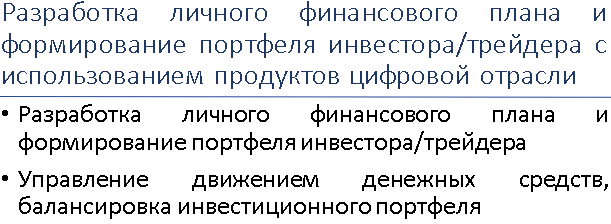 Разработка личного финансового плана и
формирование портфеля инвестора/трейдера с
использованием продуктов цифровой отрасли
• Разработка личного финансового плана и
формирование портфеля инвестора/трейдера
• Управление движением денежных средств,
балансировка инвестиционного портфеля